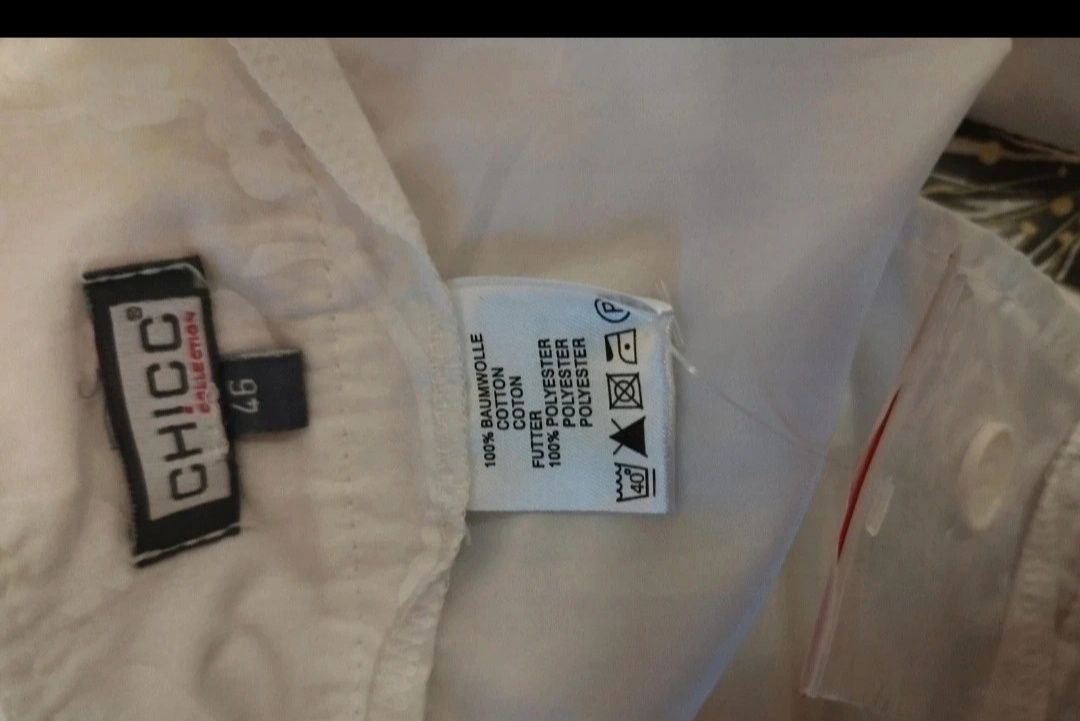 CHICC®
COLLECTION
46
100% BAUMWOLLE
COTTON
COTON
FUTTER
100% POLYESTER
POLYESTER
POLYESTER
40° P